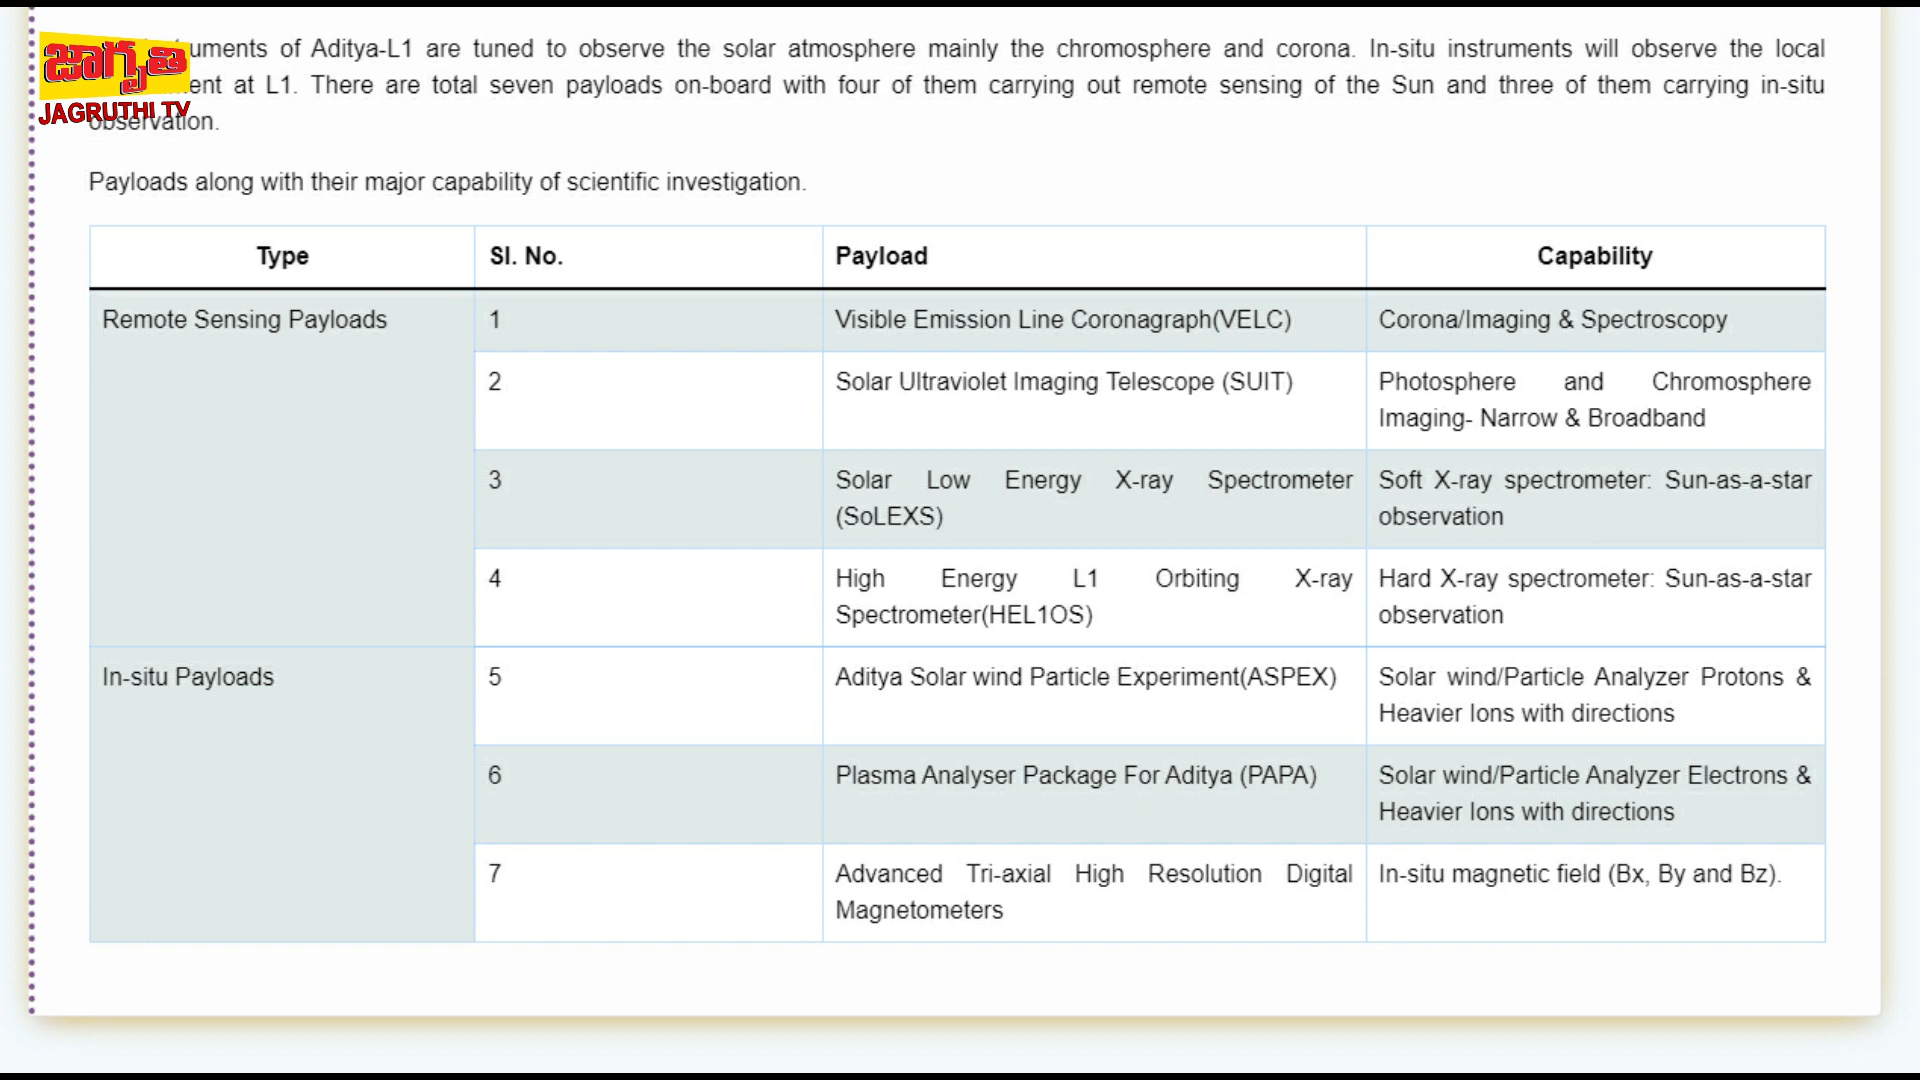 జాగృతి
JAGRUTHI TV
uments of Aditya-L1 are tuned to observe the solar atmosphere mainly the chromosphere and corona. In-situ instruments will observe the local
ent at L1. There are total seven payloads on-board with four of them carrying out remote sensing of the Sun and three of them carrying in-situ
observation.
Payloads along with their major capability of scientific investigation.
Type Sl. No. Payload Capability
Remote Sensing Payloads 1 Visible Emission Line Coronagraph(VELC) Corona/Imaging & Spectroscopy
2 Solar Ultraviolet Imaging Telescope (SUIT) Photosphere and Chromosphere
Imaging- Narrow & Broadband
3 Solar Low Energy X-ray Spectrometer Soft X-ray spectrometer: Sun-as-a-star
(SoLEXS) observation
4 High Energy L1 Orbiting X-ray Hard X-ray spectrometer: Sun-as-a-star
Spectrometer(HEL1OS) observation
In-situ Payloads 5 Aditya Solar wind Particle Experiment(ASPEX) Solar wind/Particle Analyzer Protons &
Heavier Ions with directions
6 Plasma Analyser Package For Aditya (PAPA) Solar wind/Particle Analyzer Electrons &
Heavier Ions with directions
7 Advanced Tri-axial High Resolution Digital In-situ magnetic field (Bx, By and Bz).
Magnetometers